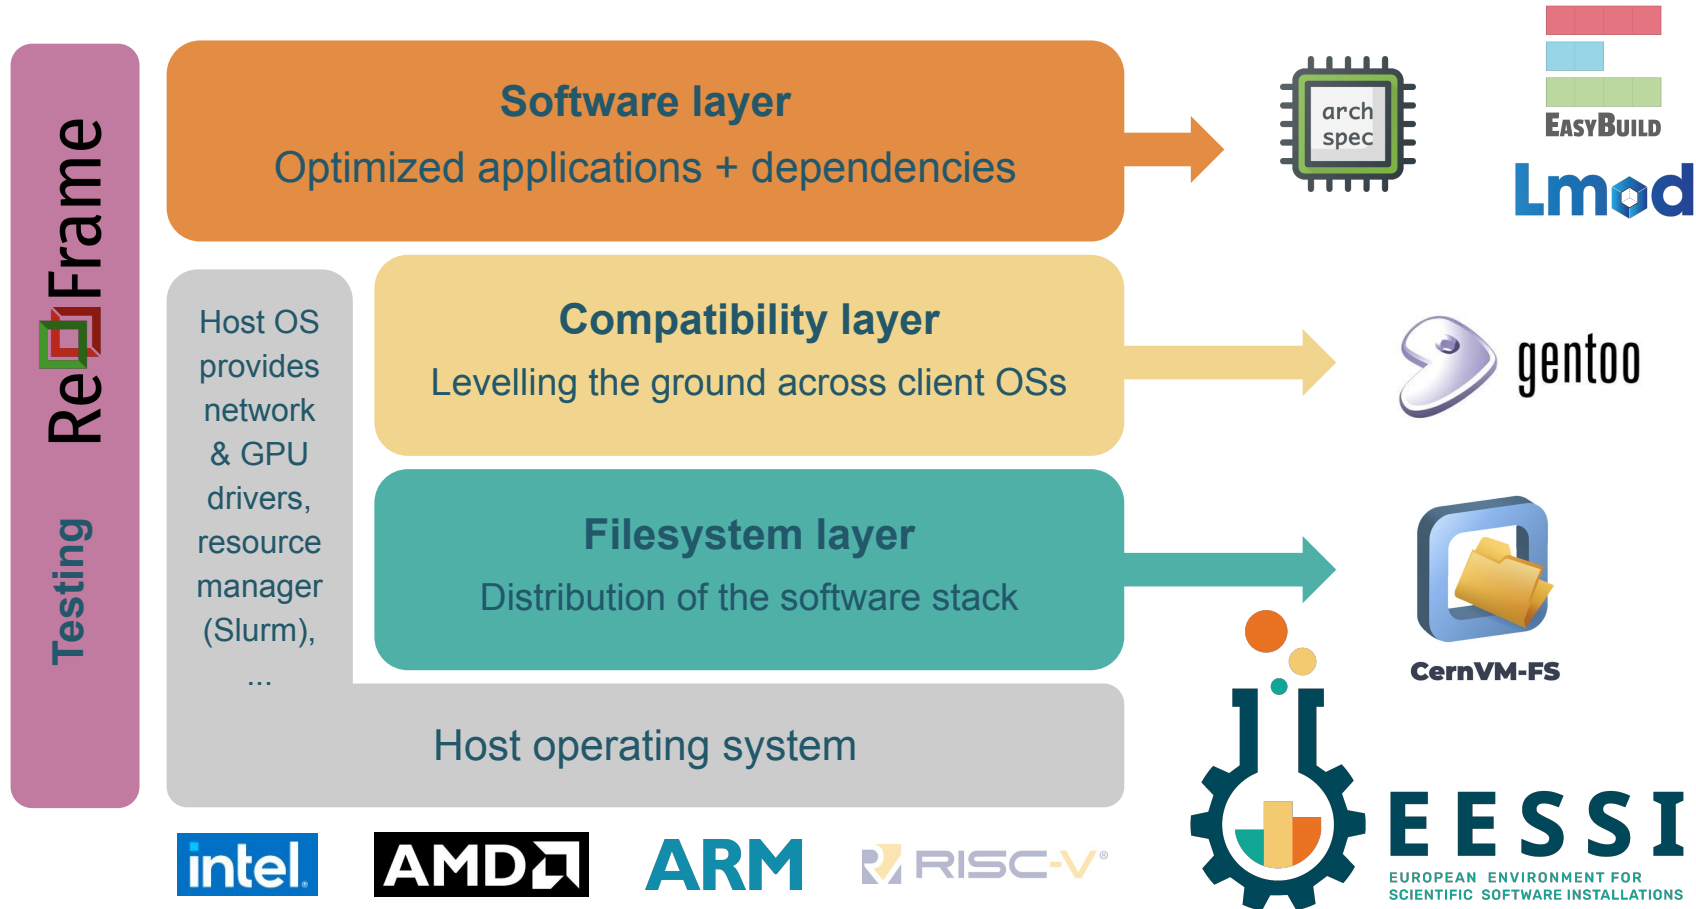 Testing
ReFrame
Software layer
Optimized applications + dependencies
arch
spec
EASYBUILD
Lmod
Host OS
provides
network
& GPU
drivers,
resource
manager
(Slurm),
...
Compatibility layer
Levelling the ground across client OSs
gentoo
Filesystem layer
Distribution of the software stack
CernVM-FS
Host operating system
intel.
AMD
ARM
RISC-V®
EESSI
EUROPEAN ENVIRONMENT FOR
SCIENTIFIC SOFTWARE INSTALLATIONS